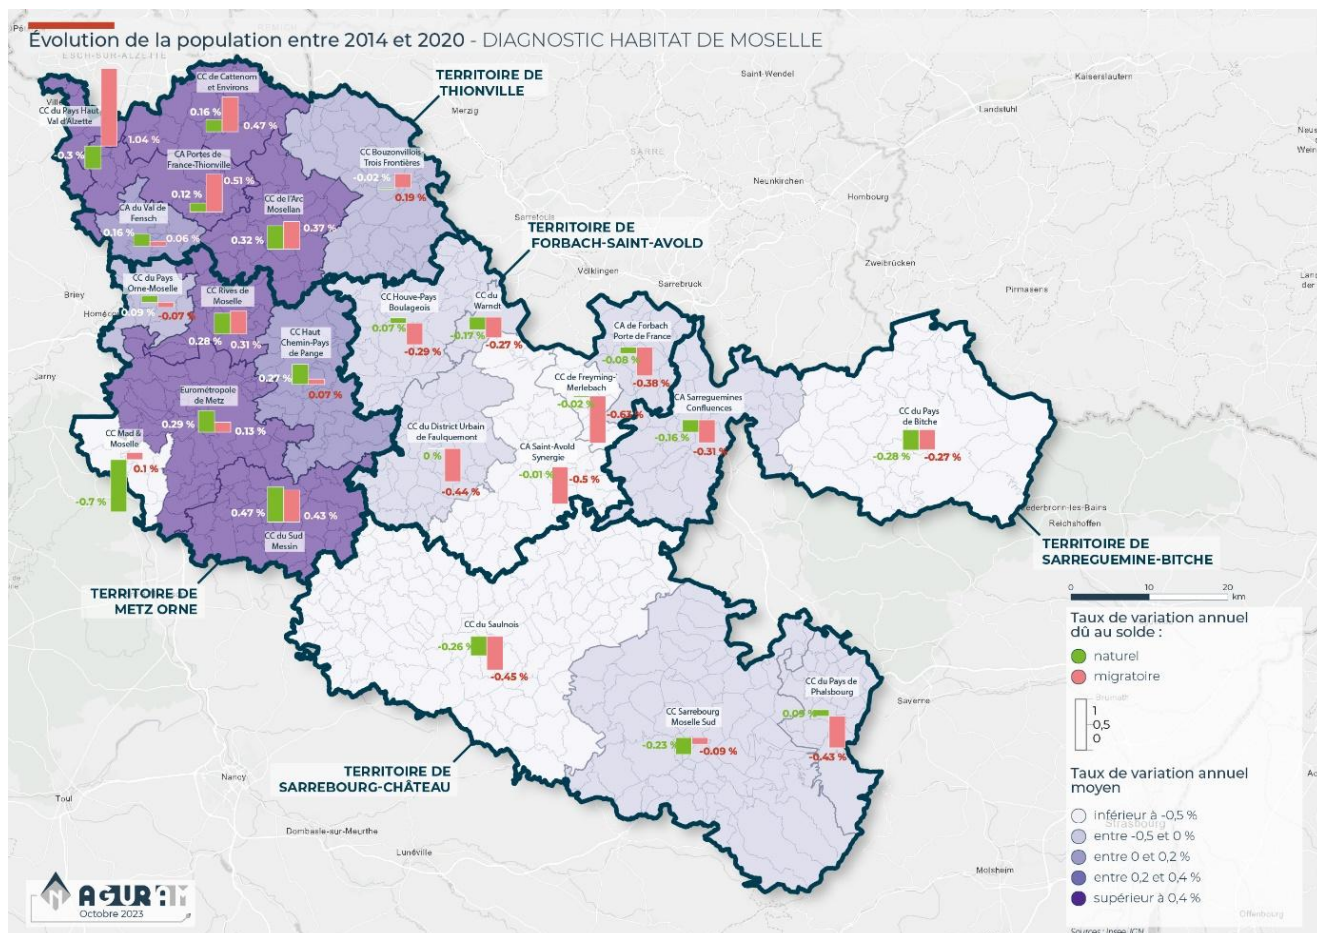 Évolution de la population entre 2014 et 2020 - DIAGNOSTIC HABITAT DE MOSELLE
ESCH-SUR-ALZETTE
REMICH
Saint-Wendel
Kaiserslautern
TERRITOIRE DE
THIONVILLE
Merzig
Landstuhl
SARRE
Neunkirchen
Hombourg
CC de Cattenom
et Environs
0.16 %
0.47 %
CC du Pays Haut
Val d'Alzette
-0.3 %
1.04 %
CA Portes de
France-Thionville
0.12 %
0.51 %
CC Bouzonvillois
Trois Frontières
-0.02 %
0.19 %
CA du Val de
Fensch
0.16 %
0.06 %
CC de l'Arc
Mosellan
0.32 %
0.37 %
Sarrelouis
TERRITOIRE DE
FORBACH-SAINT-AVOLD
Völklingen
Sarrebruck
Zweibrücken
Pirmasens
Briey
CC du Pays
Orne-Moselle
0.09 %
-0.07 %
CC Rives de
Moselle
0.28 %
0.31 %
CC Houve-Pays
Boulageois
0.07 %
-0.29 %
CC du
Warndt
-0.17 %
-0.27 %
CA de Forbach
Porte de France
-0.08 %
-0.38 %
CC Haut
Chemin-Pays
de Pange
0.27 %
0.07 %
Jarny
CC de Freyming-
Merlebach
-0.02 %
-0.63 %
Eurométropole
de Metz
0.29 %
0.13 %
CA Sarreguemines
Confluences
-0.16 %
-0.31 %
CC du Pays
de Bitche
-0.28 %
-0.27 %
CC Mad &
Moselle
0.1 %
-0.7 %
CC du District Urbain
de Faulquemont
0 %
-0.44 %
CA Saint-Avold
Synergie
-0.01 %
-0.5 %
0.47 %
0.43 %
CC du Sud
Messin
Reichshoffen
TERRITOIRE DE
SARREGUEMINE-BITCHE
TERRITOIRE DE
METZ ORNE
0 10 20
km
CC du Saulnois
-0.26 %
-0.45 %
Taux de variation annuel
dû au solde :
naturel
migratoire
1
0,5
0
CC du Pays de
Phalsbourg
0.09 %
-0.43 %
Saverne
CC Sarrebourg
Moselle Sud
-0.23 %
-0.09 %
TERRITOIRE DE
SARREBOURG-CHÂTEAU
Nancy
Toul
Taux de variation annuel
moyen
inférieur à -0,5 %
entre -0,5 et 0 %
entre 0 et 0,2 %
entre 0,2 et 0,4 %
supérieur à 0,4 %
Strasbourg
Dombasle-sur-Meurthe
Lunéville
Molsheim
Offenbourg
AGURAM
Octobre 2023